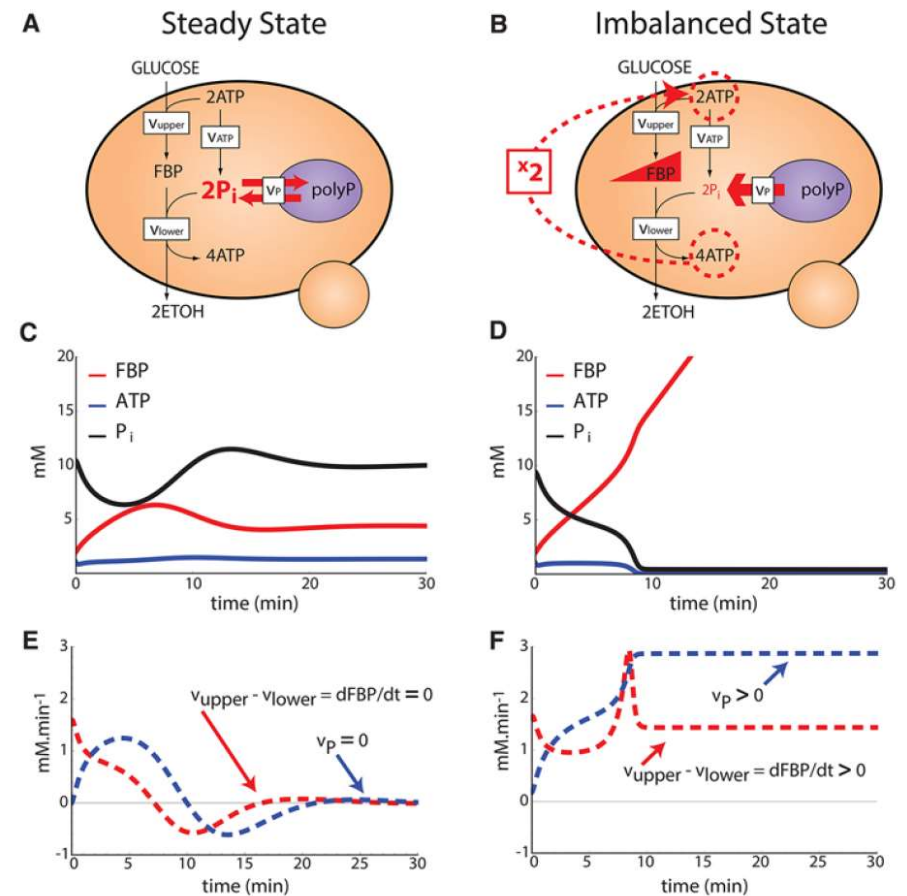 A Steady State
GLUCOSE
2ATP
Vupper
VATP
FBP
2Pi
VP
polyP
Vlower
4ATP
2ETOH
B Imbalanced State
GLUCOSE
2ATP
Vupper
VATP
x2
FBP
2Pi
VP
polyP
Vlower
4ATP
2ETOH
C
20
15
10
5
0
mM
FBP
ATP
Pi
0 10 20 30
time (min)
D
20
15
10
5
mM
FBP
ATP
Pi
0 10 20 30
time (min)
E
3
2
1
0
-1
mM.min-1
vupper - vlower = dFBP/dt = 0
vP = 0
0 5 10 15 20 25 30
time (min)
F
3
2
1
0
-1
mM.min-1
vP > 0
vupper - vlower = dFBP/dt > 0
0 5 10 15 20 25 30
time (min)